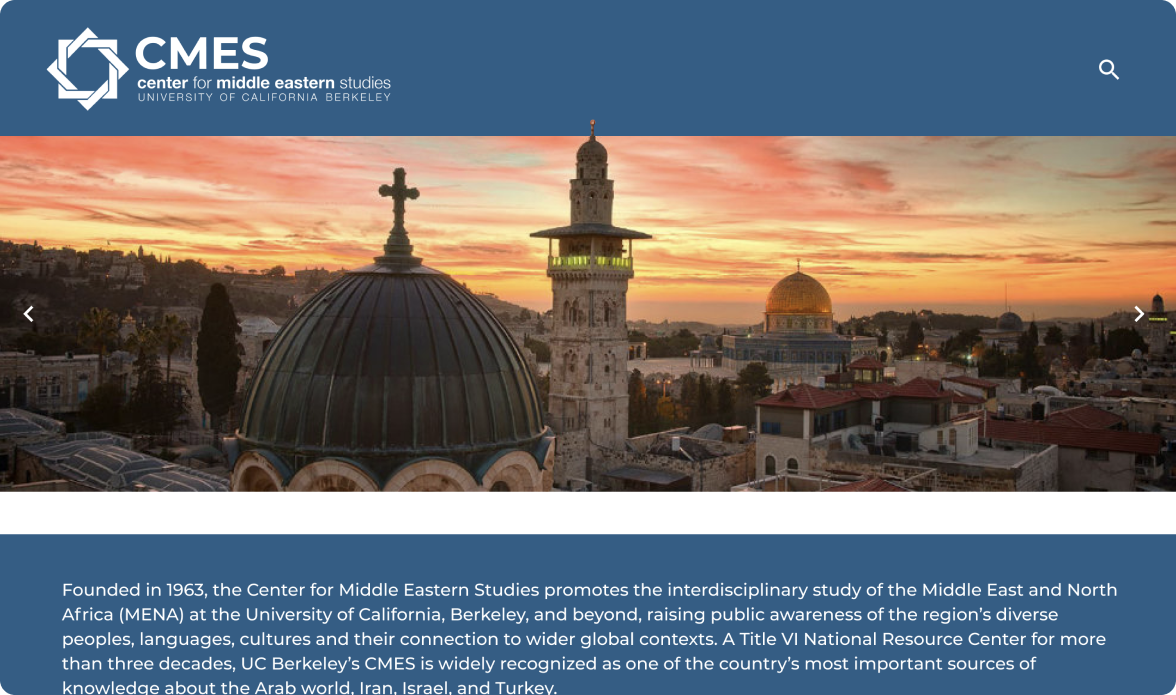 CMES
center for middle eastern studies
UNIVERSITY OF CALIFORNIA BERKELEY
Founded in 1963, the Center for Middle Eastern Studies promotes the interdisciplinary study of the Middle East and North
Africa (MENA) at the University of California, Berkeley, and beyond, raising public awareness of the region’s diverse
peoples, languages, cultures and their connection to wider global contexts. A Title VI National Resource Center for more
than three decades, UC Berkeley’s CMES is widely recognized as one of the country’s most important sources of
knowledge about the Arab world, Iran, Israel, and Turkey.